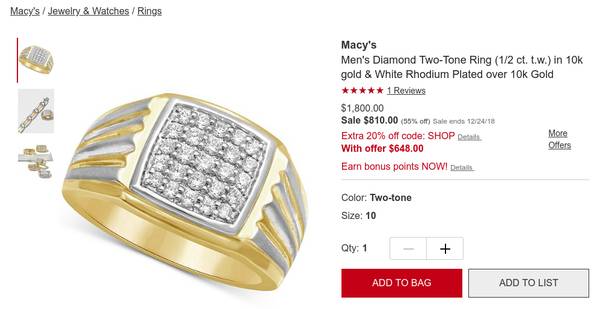 Macy's / Jewelry & Watches / Rings
Macy's
Men's Diamond Two-Tone Ring (1/2 ct. t.w.) in 10k
gold & White Rhodium Plated over 10k Gold
1 Reviews
$1,800.00
Sale $810.00 (55% off) Sale ends 12/24/18
Extra 20% off code: SHOP Details
With offer $648.00
More
Offers
Earn bonus points NOW! Details
Color: Two-tone
Size: 10
Qty: 1
ADD TO BAG
ADD TO LIST